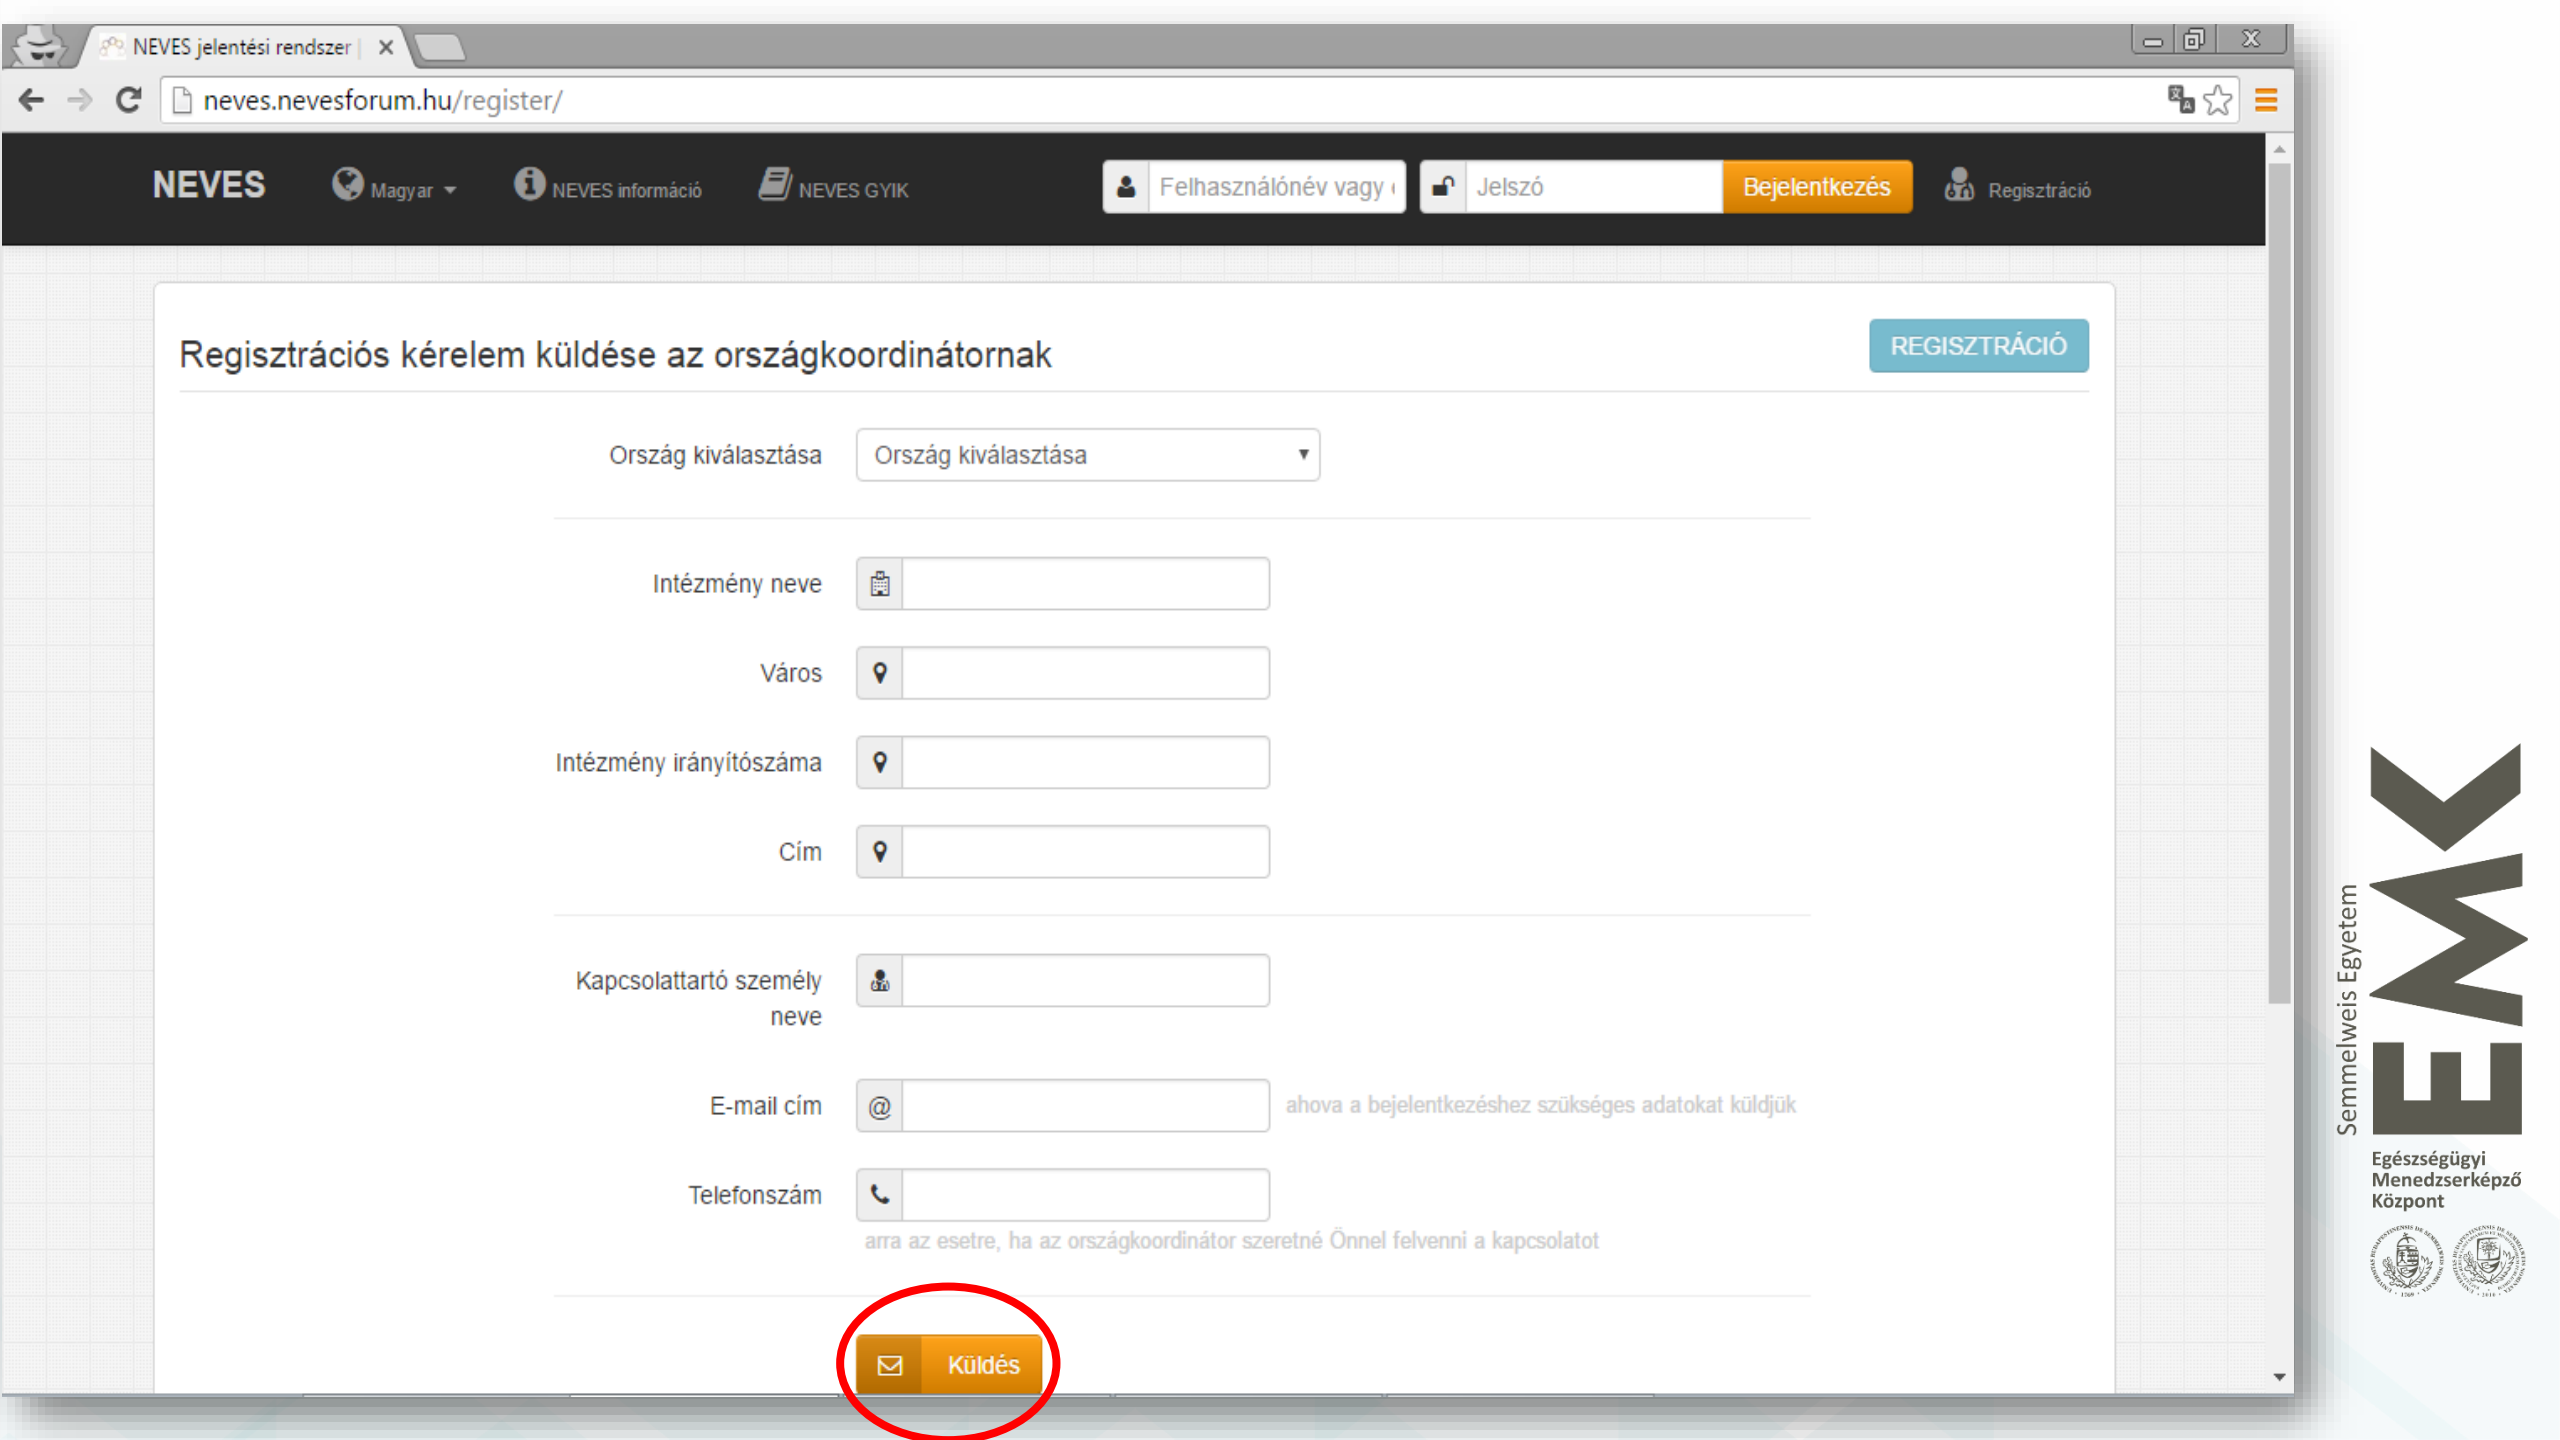 NEVES jelentési rendszer |
neves.nevesforum.hu/register/
NEVES Magyar NEVES információ NEVES GYIK Felhasználónév vagy Jelszó Bejelentkezés Regisztráció
Regisztrációs kérelem küldése az országkoordinátornak REGISZTRÁCIÓ
Ország kiválasztása Ország kiválasztása
Intézmény neve
Város
Intézmény irányítószáma
Cím
Kapcsolattartó személy
neve
E-mail cím @ ahova a bejelentkezéshez szükséges adatokat küldjük
Telefonszám
arra az esetre, ha az országkoordinátor szeretné Önnel felvenni a kapcsolatot
Küldés
Semmelweis Egyetem
EMK
Egészségügyi
Menedzserképző
Központ